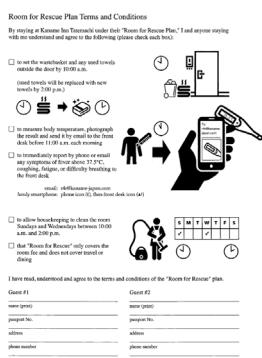 Room for Rescue Plan Terms and Conditions
By staying at Kaname Inn Tatemachi under their "Room for Rescue Plan," I and anyone staying
with me understand and agree to the following (please check each box):
to set the wastebasket and any used towels
outside the door by 10:00 a.m.
(used towels will be replaced with new
towels by 2:00 p.m.)
to measure body temperature, photograph
the result and send it by email to the front
desk before 11:00 a.m. each morning
to immediately report by phone or email
any symptoms of fever above 37.5°C,
coughing, fatigue, or difficulty breathing to
the front desk
email:
handy smartphone: phone icon (), then front desk icon ()
to allow housekeeping to clean the room
Sundays and Wednesdays between 10:00
a.m. and 2:00 p.m.
S M T W T F S
that "Room for Rescue" only covers the
room fee and does not cover travel or
dining
I have read, understood and agree to the terms and conditions of the "Room for Rescue" plan.
Guest #1
Guest #2
name (print)
name (print)
passport No.
passport No.
address
address
phone number
phone number